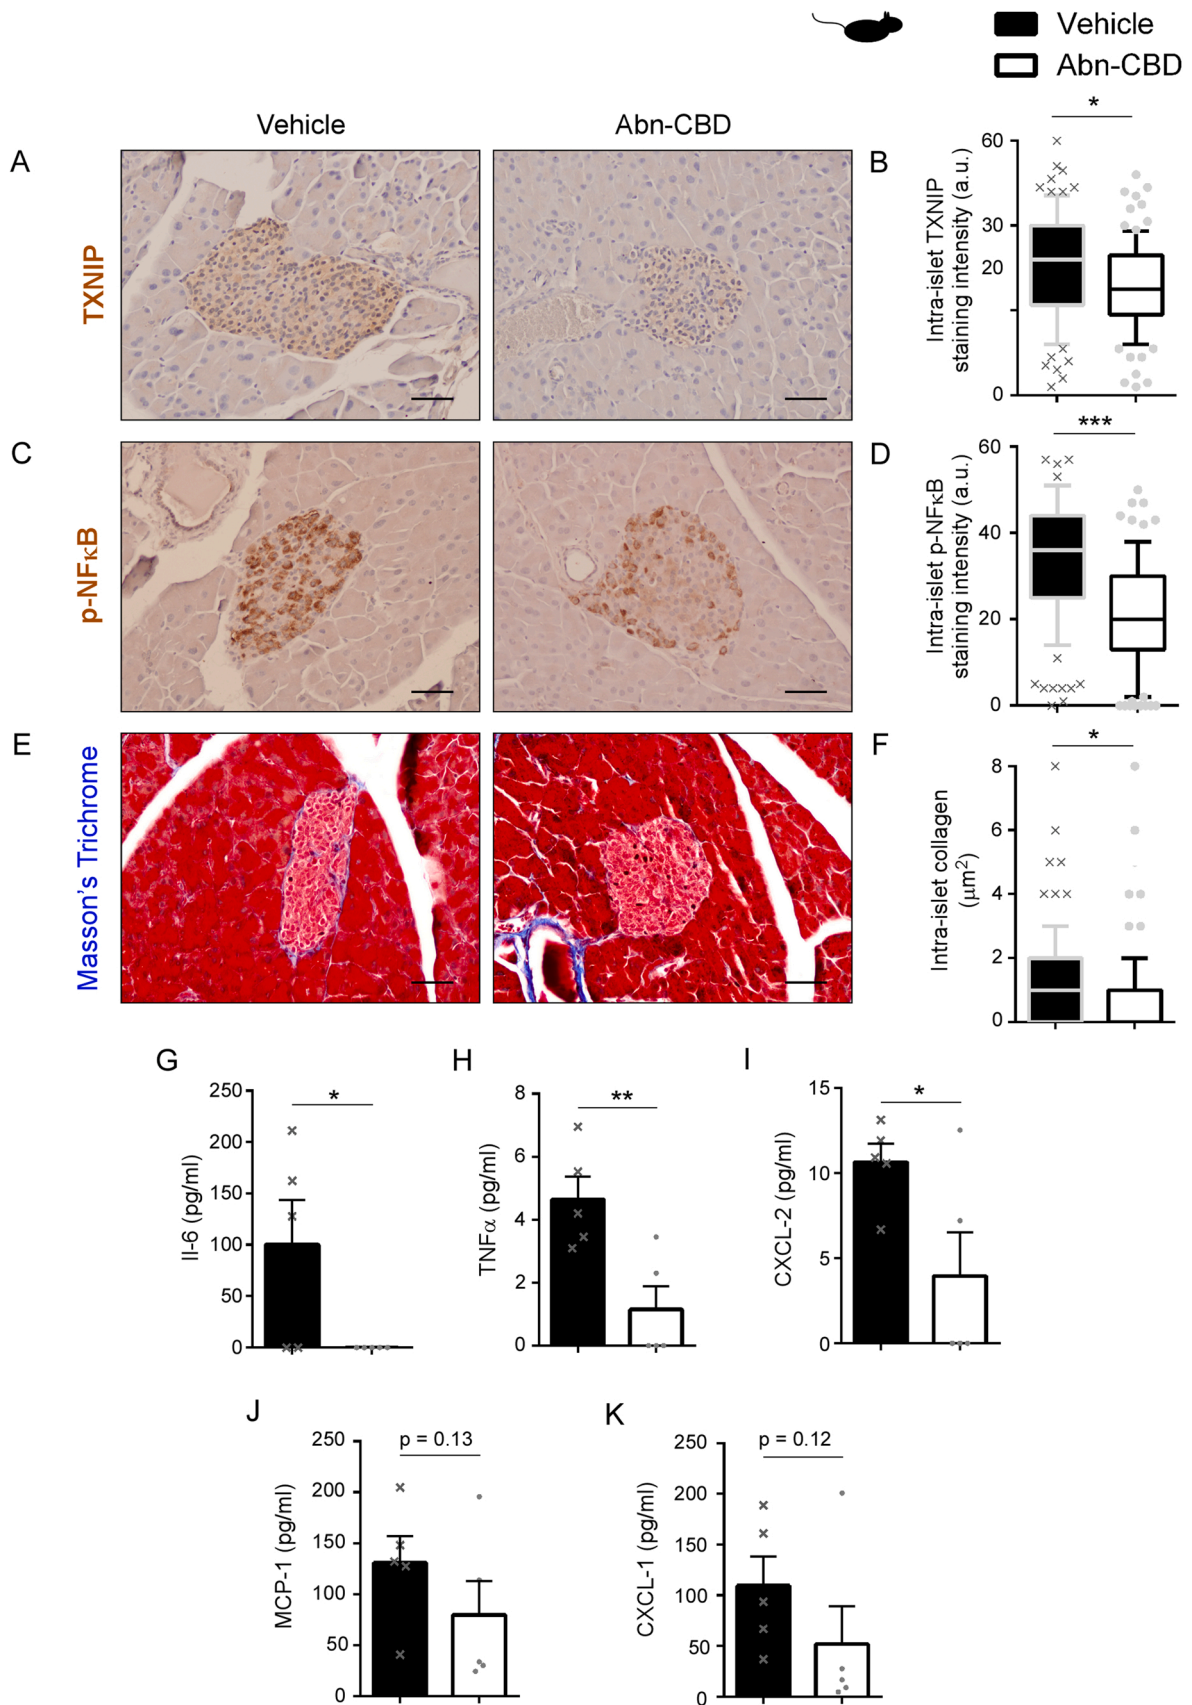 Vehicle
Abn-CBD
Vehicle
Abn-CBD
A
TXNIP
B
Intra-islet TXNIP
staining intensity (a.u.)
60
30
20
0
*
C
p-NFκB
D
Intra-islet p-NFκB
staining intensity (a.u.)
60
40
20
0
***
E
Masson's Trichrome
F
Intra-islet collagen
(μm²)
8
6
4
2
0
*
G
Il-6 (pg/ml)
250
200
150
100
50
0
*
H
TNFα (pg/ml)
8
6
4
2
0
**
I
CXCL-2 (pg/ml)
15
10
5
0
*
J
MCP-1 (pg/ml)
250
200
150
100
50
0
p = 0.13
K
CXCL-1 (pg/ml)
250
200
150
100
50
0
p = 0.12